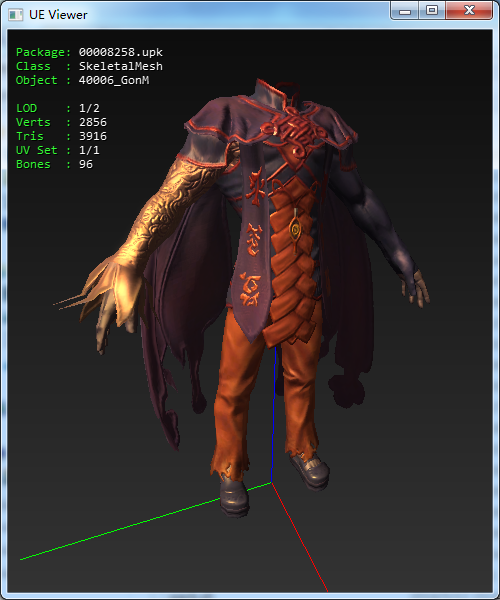 UE Viewer
Package: 00008258.upk
Class : SkeletalMesh
Object : 40006_GonM
LOD : 1/2
Verts : 2856
Tris : 3916
UV Set : 1/1
Bones : 96